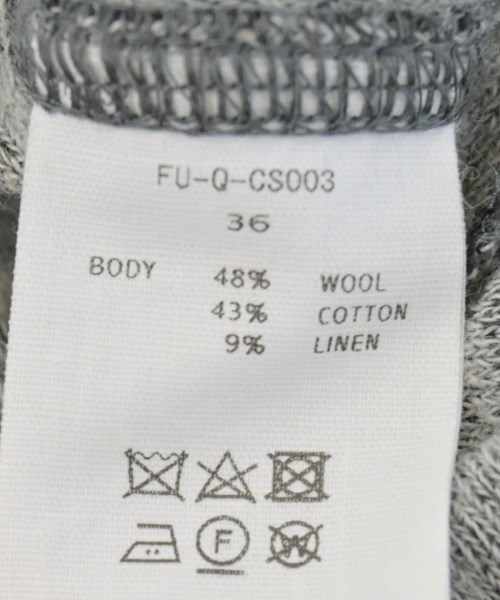 FU-Q-CS003
36
BODY 48% WOOL
43% COTTON
9% LINEN
F
W